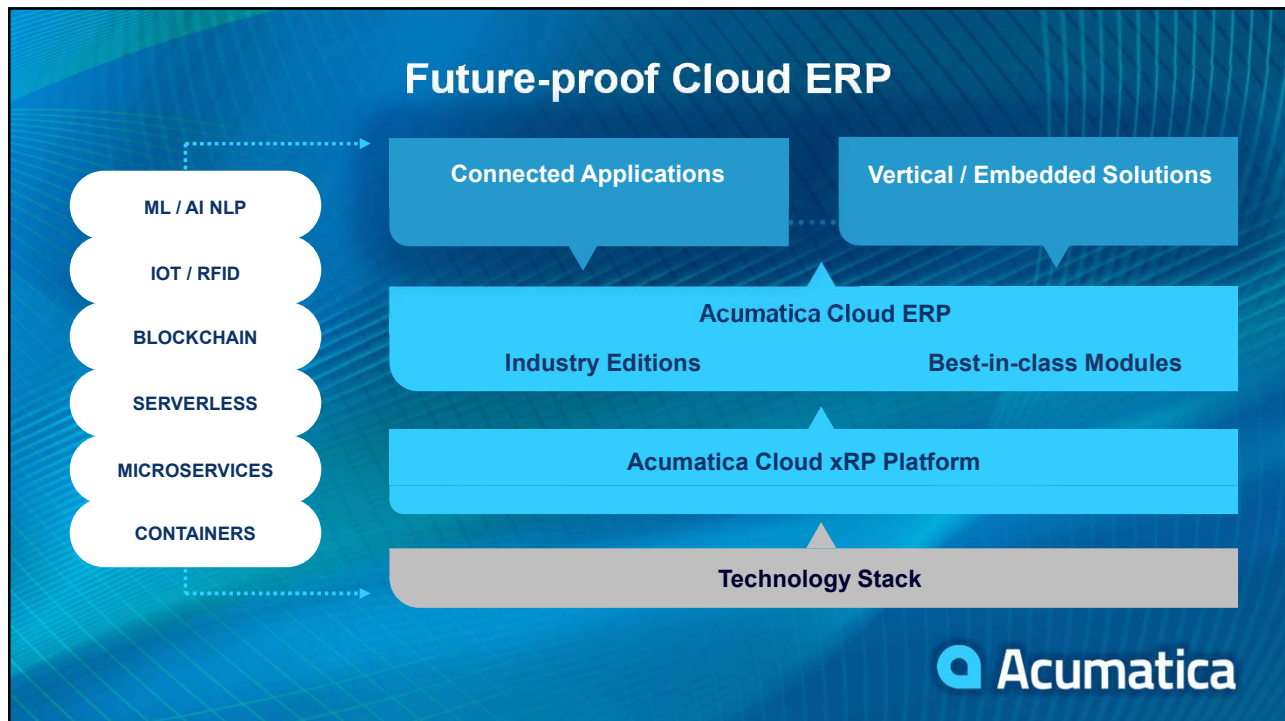 Future-proof Cloud ERP
ML / AI NLP
IOT / RFID
BLOCKCHAIN
SERVERLESS
MICROSERVICES
CONTAINERS
Connected Applications
Vertical / Embedded Solutions
Acumatica Cloud ERP
Industry Editions
Best-in-class Modules
Acumatica Cloud xRP Platform
Technology Stack
Acumatica